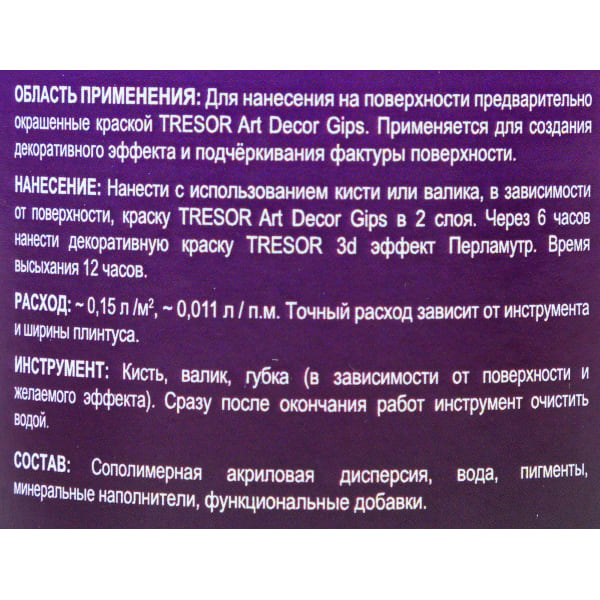 ОБЛАСТЬ ПРИМЕНЕНИЯ: Для нанесения на поверхности предварительно
окрашенные краской TRESOR Art Decor Gips. Применяется для создания
декоративного эффекта и подчёркивания фактуры поверхности.
НАНЕСЕНИЕ: Нанести с использованием кисти или валика, в зависимости
от поверхности, краску TRESOR Art Decor Gips в 2 слоя. Через 6 часов
нанести декоративную краску TRESOR 3d эффект Перламутр. Время
высыхания 12 часов.
РАСХОД: ~ 0,15 л /м², ~ 0,011 л / п.м. Точный расход зависит от инструмента
и ширины плинтуса.
ИНСТРУМЕНТ: Кисть, валик, губка (в зависимости от поверхности и
желаемого эффекта). Сразу после окончания работ инструмент очистить
водой.
СОСТАВ: Сополимерная акриловая дисперсия, вода, пигменты,
минеральные наполнители, функциональные добавки.